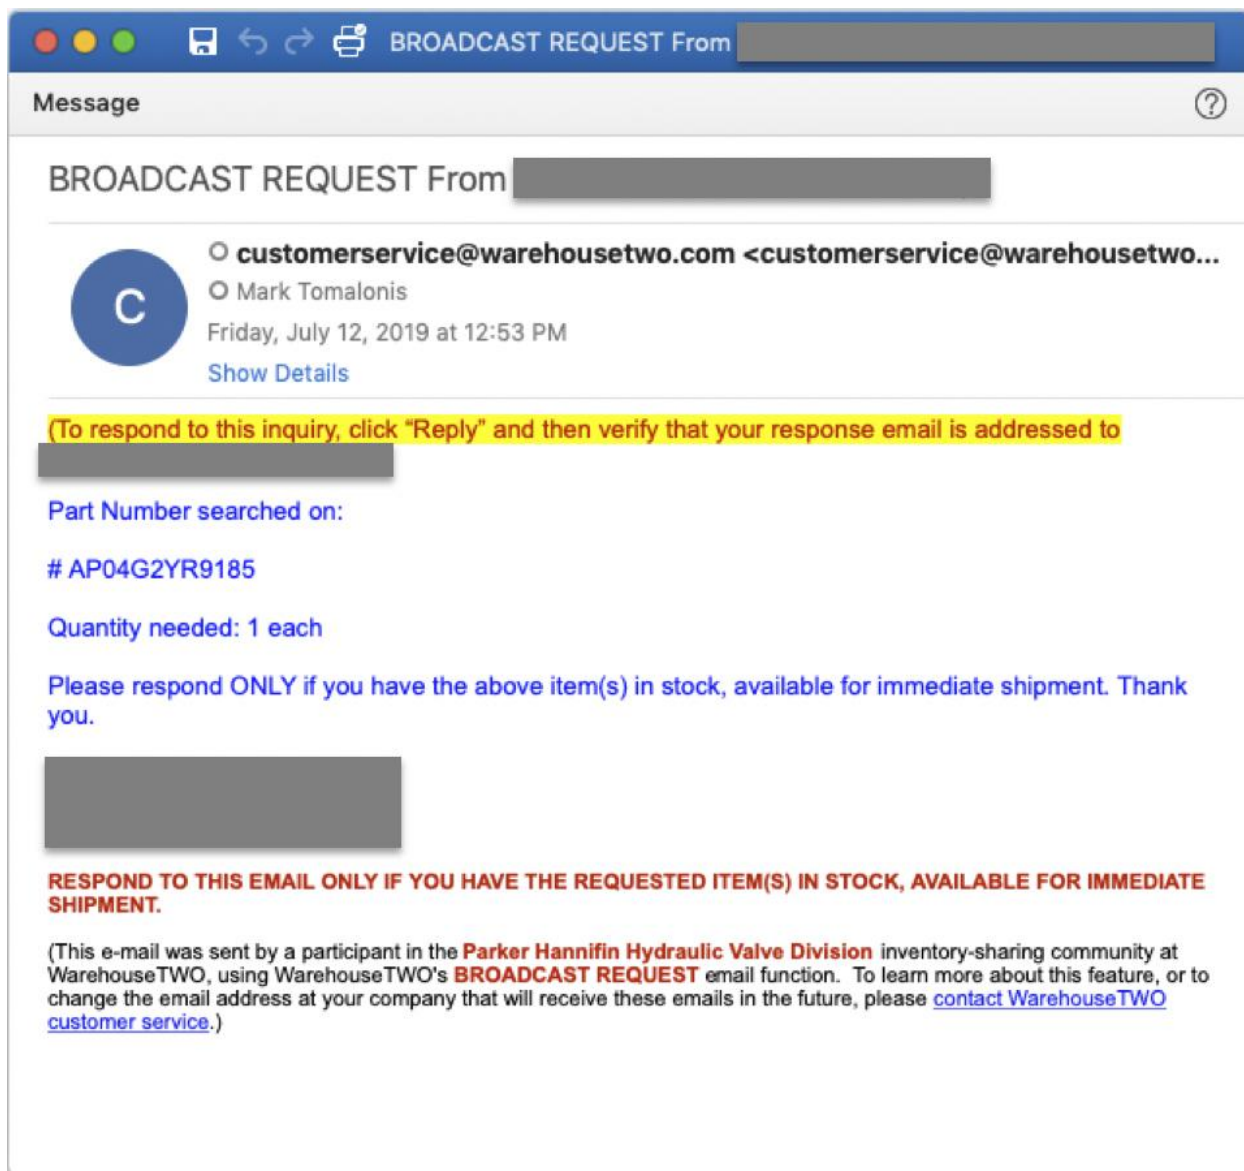 BROADCAST REQUEST From
Message
BROADCAST REQUEST From
C
customerservice@warehousetwo.com <customerservice@warehousetwo...
Mark Tomalonis
Friday, July 12, 2019 at 12:53 PM
Show Details
(To respond to this inquiry, click “Reply” and then verify that your response email is addressed to
Part Number searched on:
# AP04G2YR9185
Quantity needed: 1 each
Please respond ONLY if you have the above item(s) in stock, available for immediate shipment. Thank
you.
RESPOND TO THIS EMAIL ONLY IF YOU HAVE THE REQUESTED ITEM(S) IN STOCK, AVAILABLE FOR IMMEDIATE
SHIPMENT.
(This e-mail was sent by a participant in the Parker Hannifin Hydraulic Valve Division inventory-sharing community at
WarehouseTWO, using WarehouseTWO's BROADCAST REQUEST email function. To learn more about this feature, or to
change the email address at your company that will receive these emails in the future, please contact WarehouseTWO
customer service.)